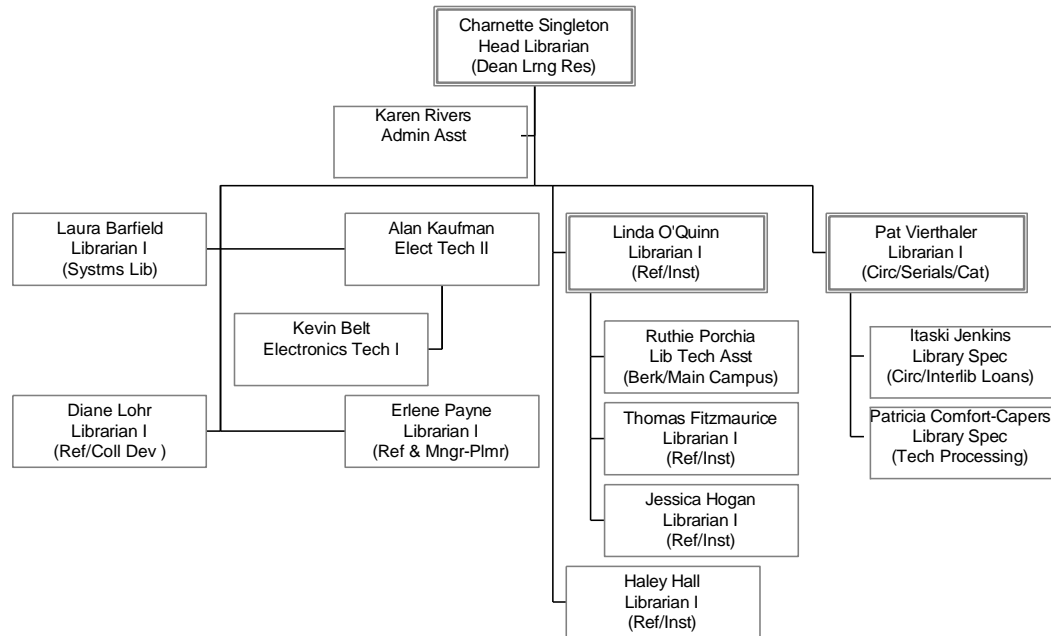 Charnette Singleton
Head Librarian
(Dean Lrng Res)
Karen Rivers
Admin Asst
Laura Barfield
Librarian I
(Systms Lib)
Alan Kaufman
Elect Tech II
Linda O'Quinn
Librarian I
(Ref/Inst)
Pat Vierthaler
Librarian I
(Circ/Serials/Cat)
Kevin Belt
Electronics Tech I
Ruthie Porchia
Lib Tech Asst
(Berk/Main Campus)
Itaski Jenkins
Library Spec
(Circ/Interlib Loans)
Diane Lohr
Librarian I
(Ref/Coll Dev )
Erlene Payne
Librarian I
(Ref & Mngr-Plmr)
Thomas Fitzmaurice
Librarian I
(Ref/Inst)
Patricia Comfort-Capers
Library Spec
(Tech Processing)
Jessica Hogan
Librarian I
(Ref/Inst)
Haley Hall
Librarian I
(Ref/Inst)